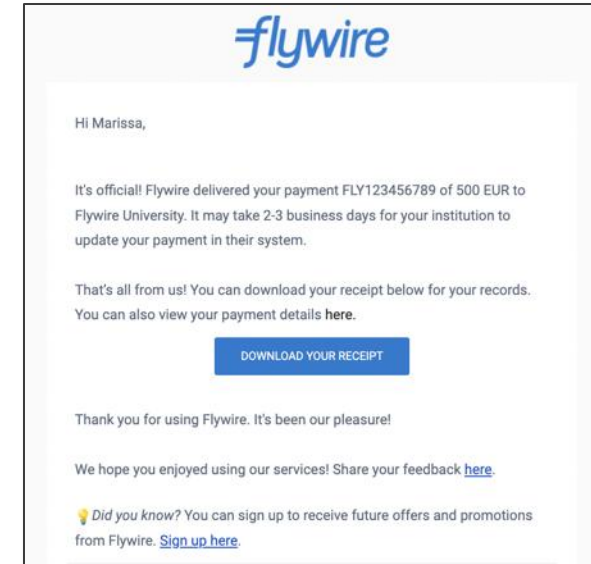 flywire
Hi Marissa,
It's official! Flywire delivered your payment FLY123456789 of 500 EUR to
Flywire University. It may take 2-3 business days for your institution to
update your payment in their system.
That's all from us! You can download your receipt below for your records.
You can also view your payment details here.
DOWNLOAD YOUR RECEIPT
Thank you for using Flywire. It's been our pleasure!
We hope you enjoyed using our services! Share your feedback here.
💡Did you know? You can sign up to receive future offers and promotions
from Flywire. Sign up here.